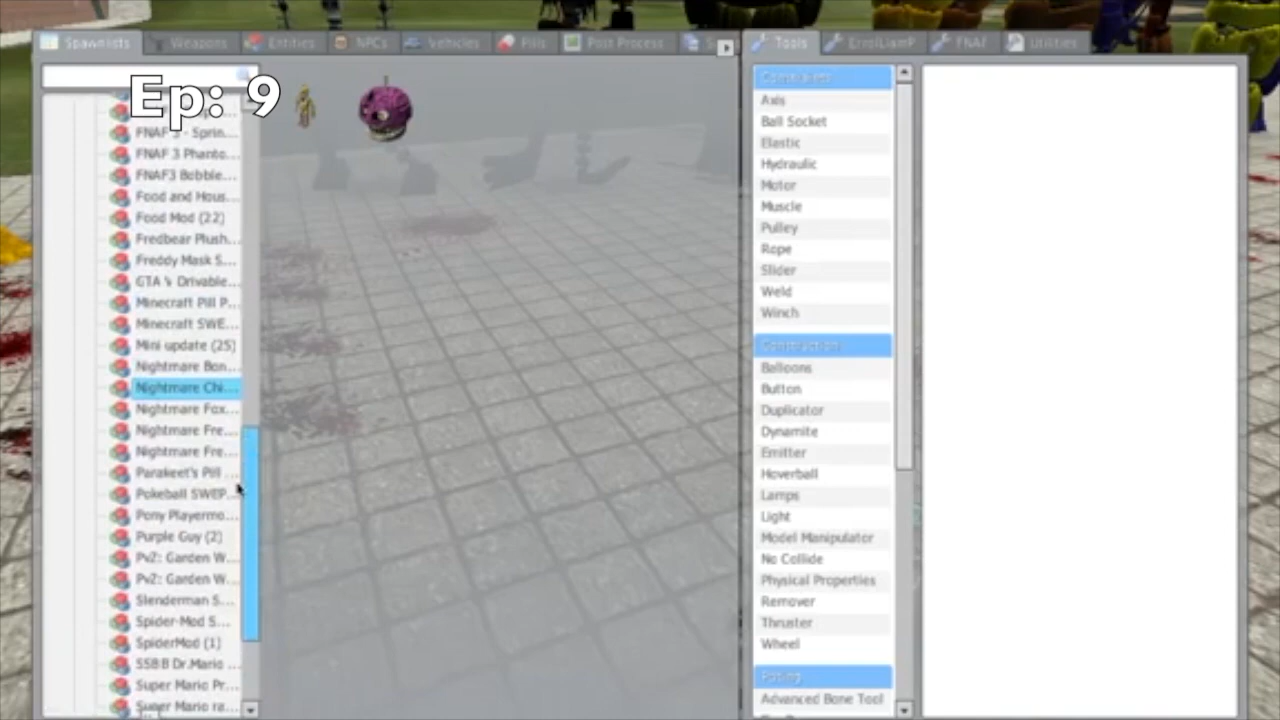 Spawnlists Weapons Entities NPCs Vehicles Pills Post Process S...
Tools ErrolLiamP FNAF Utilities
Ep: 9
FNAF 3 - Sprin...
FNAF 3 Phanto...
FNAF3 Bobble...
Food and Hous...
Food Mod (22)
Fredbear Plush...
Freddy Mask S...
GTA V Drivable...
Minecraft Pill P...
Minecraft SWE...
Mini update (25)
Nightmare Bon...
Nightmare Chi...
Nightmare Fox...
Nightmare Fre...
Nightmare Fre...
Parakeet's Pill ...
Pokeball SWEP...
Pony Playermo...
Purple Guy (2)
PvZ: Garden W...
PvZ: Garden W...
Slenderman S...
Spider-Mod S...
SpiderMod (1)
SSBB Dr.Mario ...
Super Mario Pr...
Super Mario ra...
Constraints
Axis
Ball Socket
Elastic
Hydraulic
Motor
Muscle
Pulley
Rope
Slider
Weld
Winch
Construction
Balloons
Button
Duplicator
Dynamite
Emitter
Hoverball
Lamps
Light
Model Manipulator
No Collide
Physical Properties
Remover
Thruster
Wheel
Posing
Advanced Bone Tool